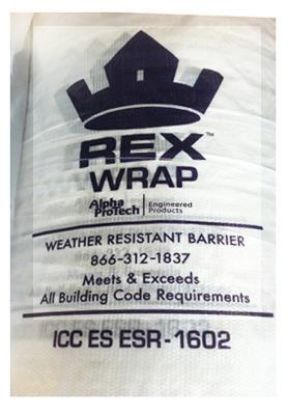 REX™
WRAP
Alpha ProTech | Engineered Products
WEATHER RESISTANT BARRIER
866-312-1837
Meets & Exceeds
All Building Code Requirements
ICC ES ESR-1602